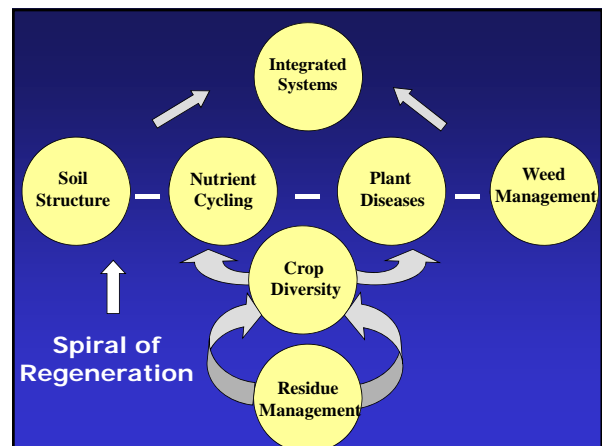 Integrated
Systems
Soil
Structure
Nutrient
Cycling
Plant
Diseases
Weed
Management
Crop
Diversity
Spiral of
Regeneration
Residue
Management